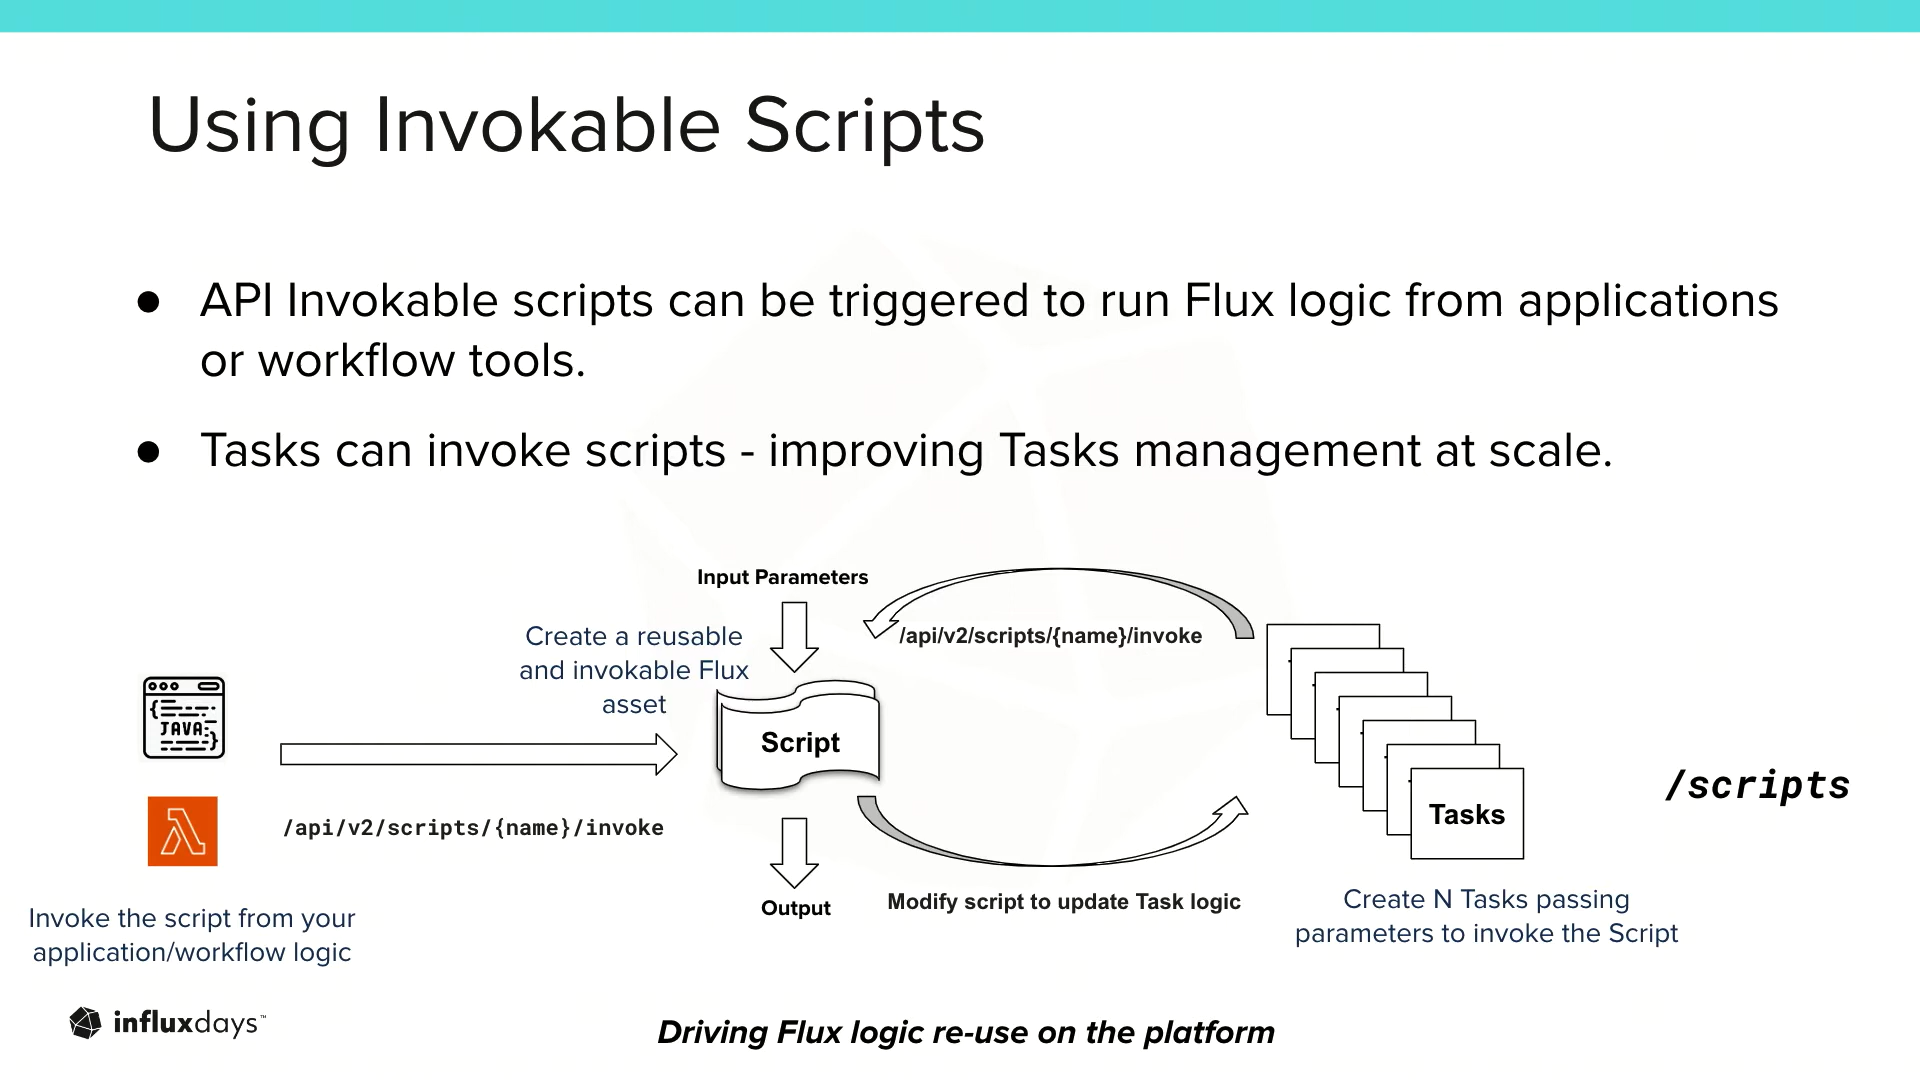 Using Invokable Scripts
● API Invokable scripts can be triggered to run Flux logic from applications
or workflow tools.
● Tasks can invoke scripts - improving Tasks management at scale.
Input Parameters
Create a reusable
and invokable Flux
asset
/api/v2/scripts/{name}/invoke
JAVA
Script
/api/v2/scripts/{name}/invoke
Output
Modify script to update Task logic
Tasks
/scripts
Invoke the script from your
application/workflow logic
Create N Tasks passing
parameters to invoke the Script
influxdays™
Driving Flux logic re-use on the platform